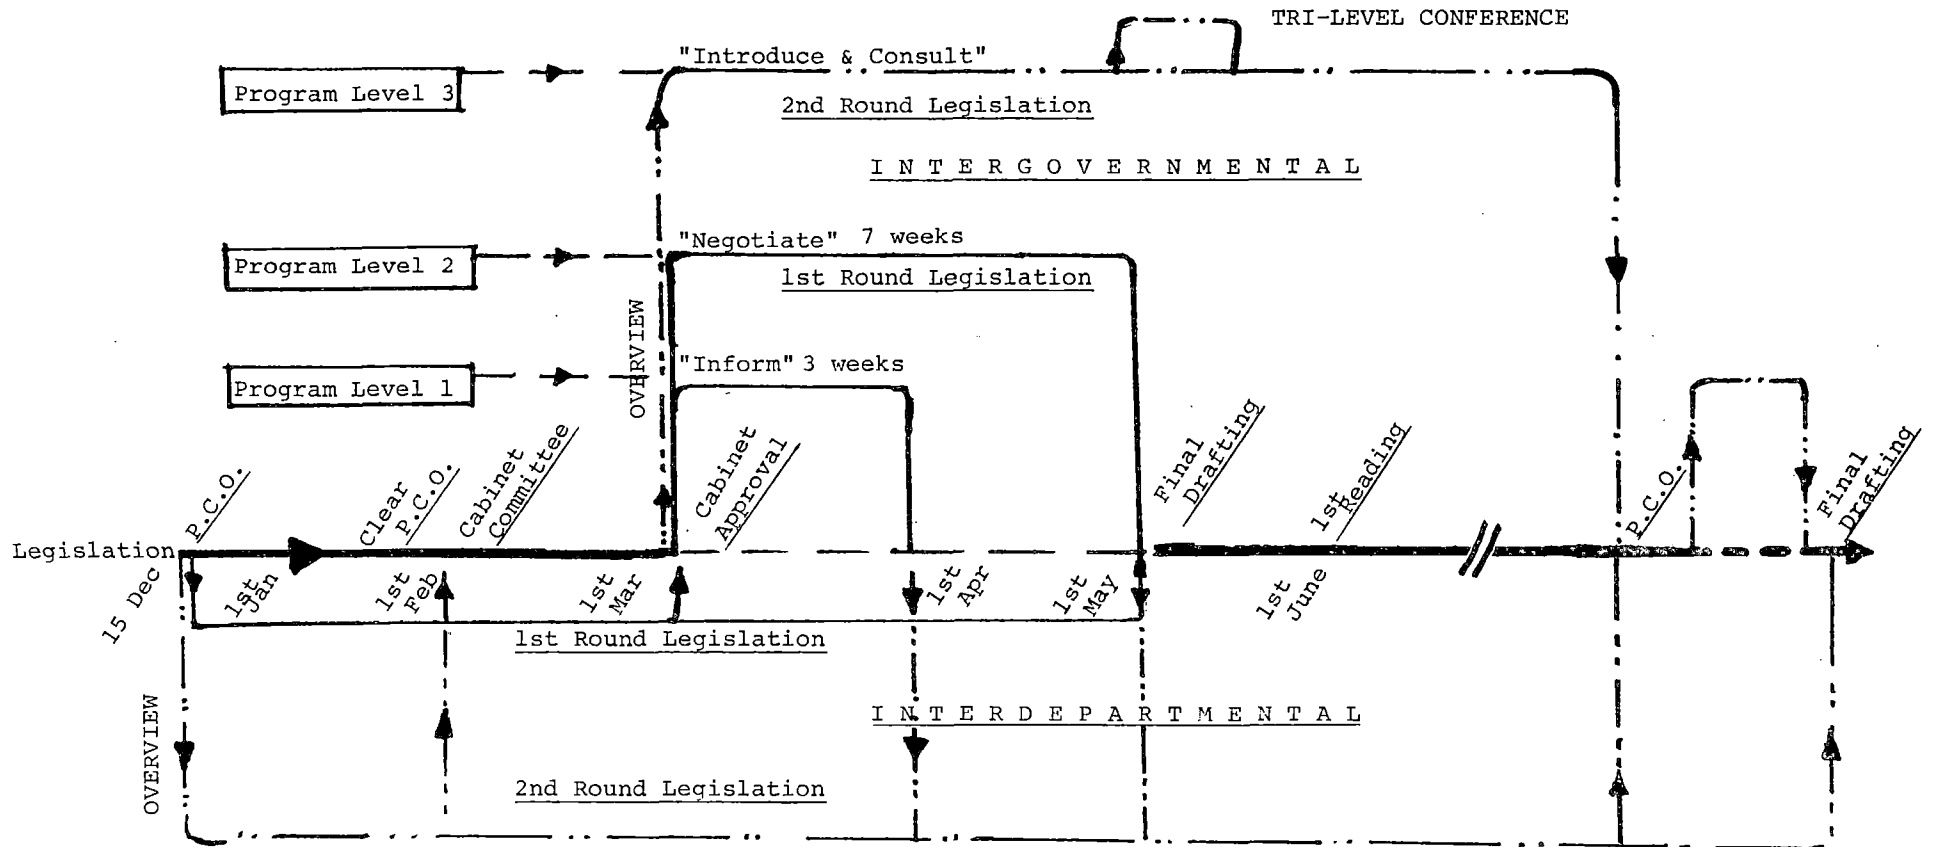 TRI-LEVEL CONFERENCE
"Introduce & Consult"
Program Level 3
2nd Round Legislation
INTERGOVERNMENTAL
"Negotiate" 7 weeks
Program Level 2
1st Round Legislation
OVERVIEW
"Inform" 3 weeks
Program Level 1
P.C.O.
Clear
P.C.O.
Cabinet
Committee
Cabinet
Approval
Final
Drafting
1st
Reading
P.C.O.
Final
Drafting
Legislation
15 Dec
1st
Jan
1st
Feb
1st
Mar
1st
Apr
1st
May
1st
June
1st Round Legislation
OVERVIEW
INTERDEPARTMENTAL
2nd Round Legislation